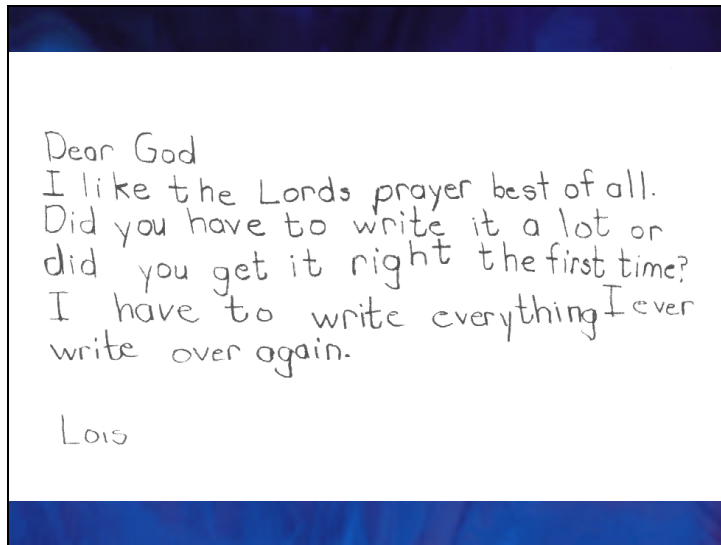 Dear God
I like the Lords prayer best of all.
Did you have to write it a lot or
did you get it right the first time?
I have to write everything I ever
write over again.
Lois